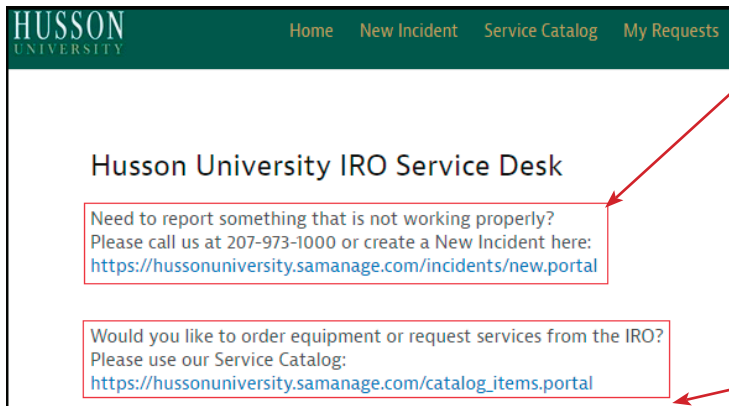 HUSSON
UNIVERSITY
Home New Incident Service Catalog My Requests
Husson University IRO Service Desk
Need to report something that is not working properly?
Please call us at 207-973-1000 or create a New Incident here:
https://hussonuniversity.samanage.com/incidents/new.portal
Would you like to order equipment or request services from the IRO?
Please use our Service Catalog:
https://hussonuniversity.samanage.com/catalog_items.portal